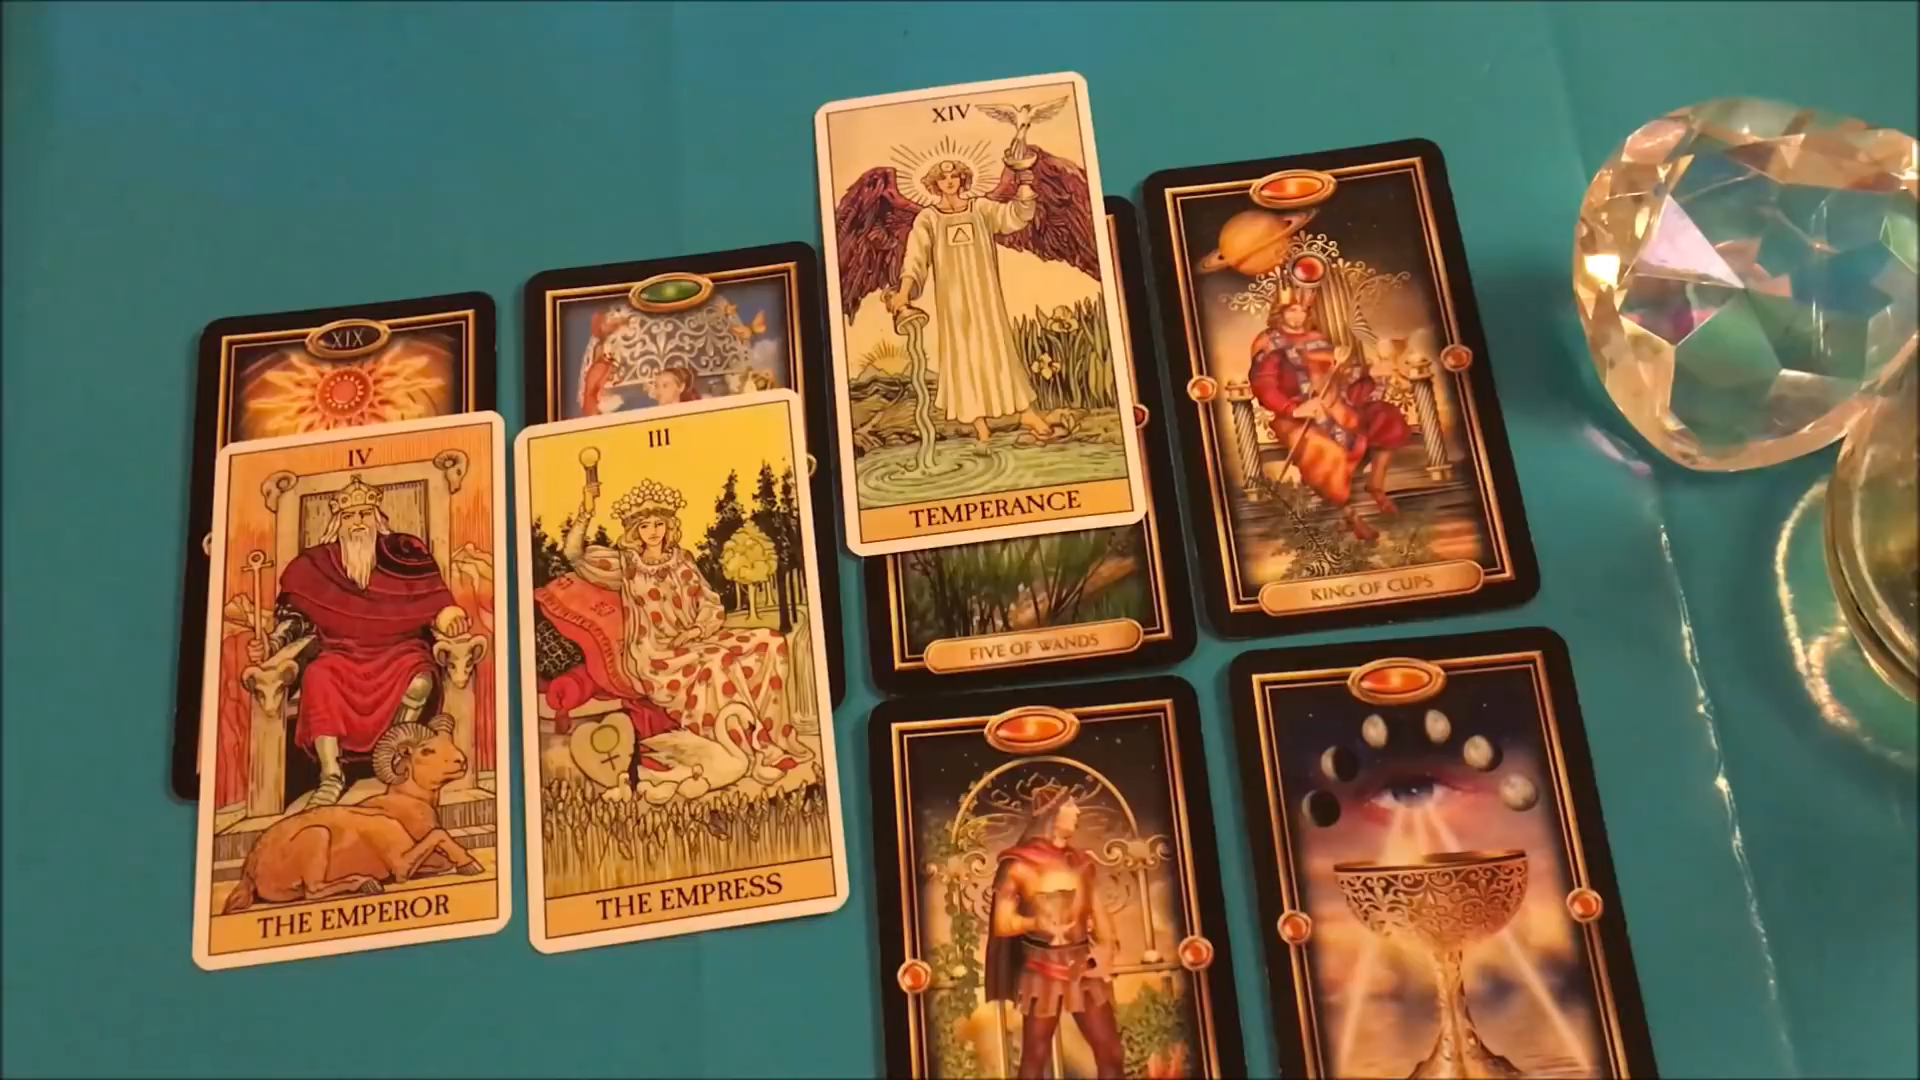 XIX
IV
THE EMPEROR
III
THE EMPRESS
XIV
TEMPERANCE
FIVE OF WANDS
KING OF CUPS